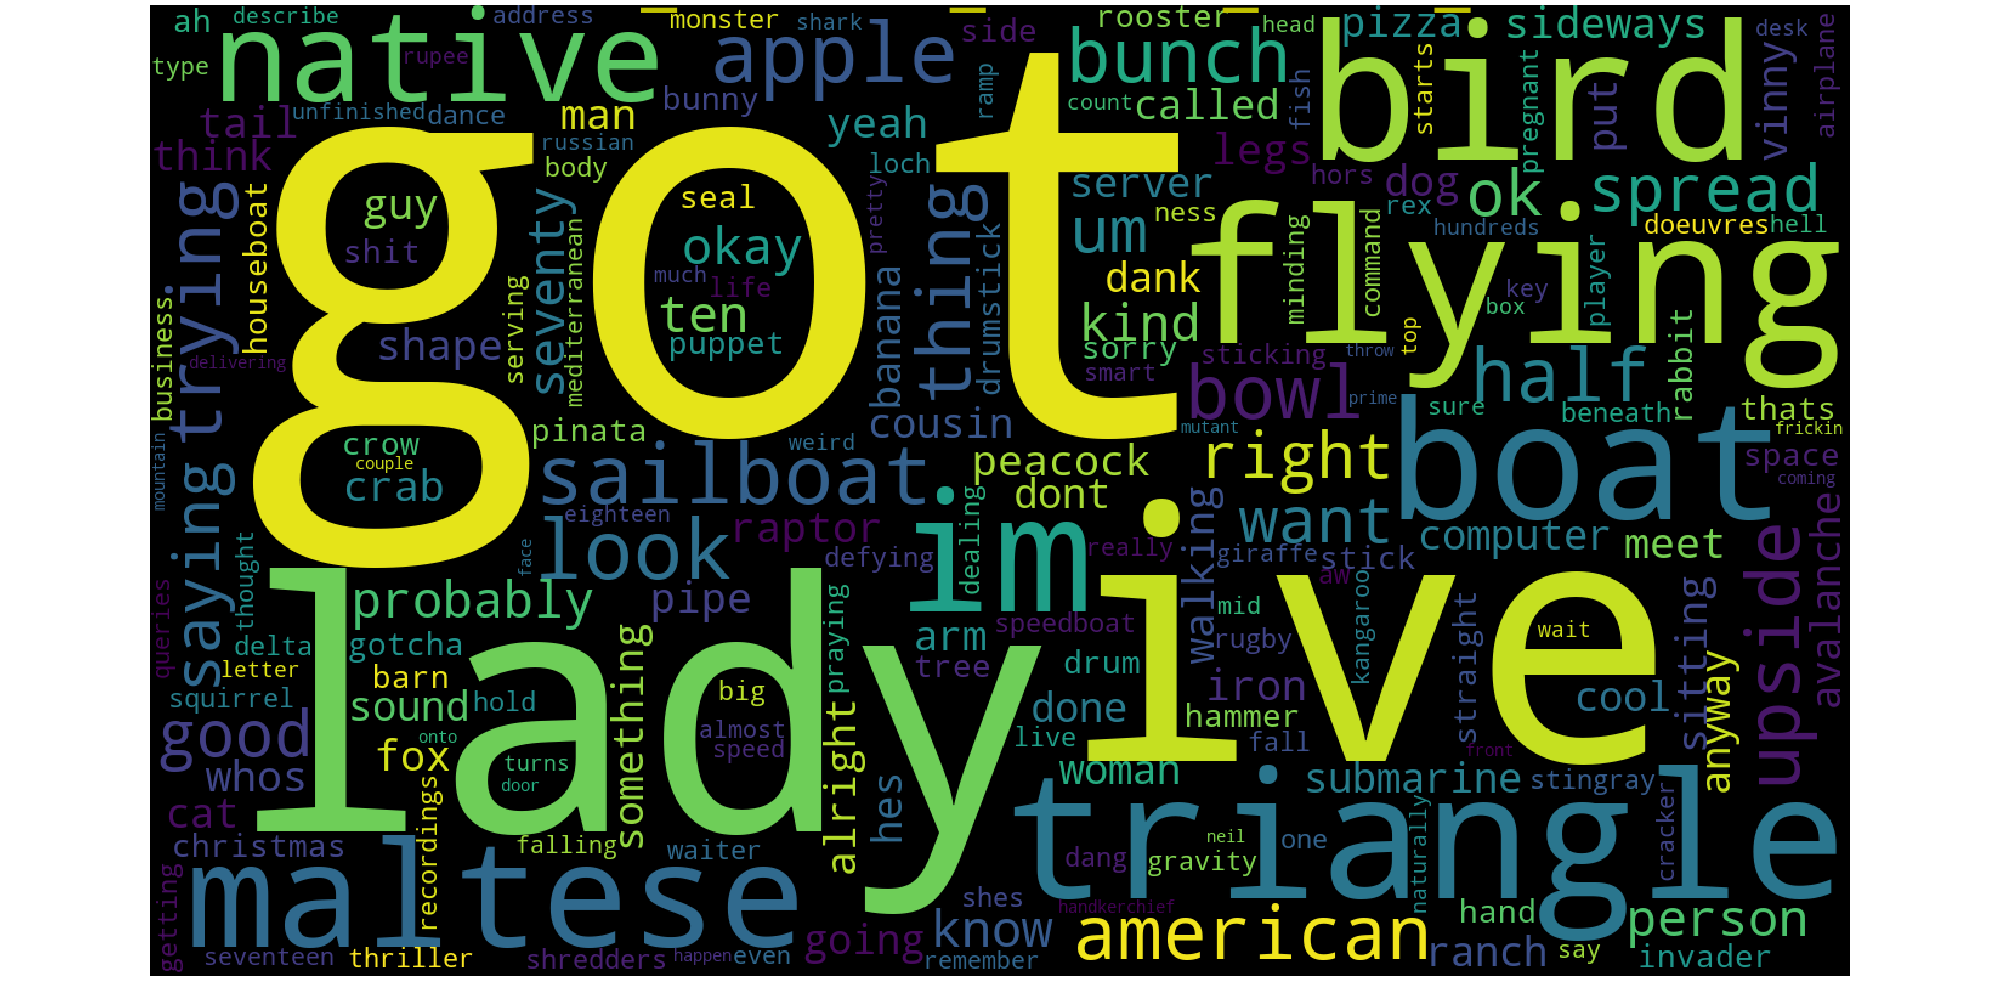 ah
describe
address
monster
shark
side
rooster
head
pizza
sideways
desk
type
native
rupee
apple
bunch
bird
vinny
airplane
unfinished
dance
man
bunny
ramp
count
called
fish
starts
pregnant
put
tail
think
russian
body
yeah
loch
legs
hors
dog
rex
ok
spread
got
guy
seal
okay
shit
much
life
pretty
thing
server
um
ness
dank
flying
minding
command
hundreds
doeuvres
hell
player
key
box
trying
houseboat
seventy
mediterranean
serving
ten
puppet
shape
banana
drumstick
kind
sorry
smart
sticking
throw
top
half
rabbit
business
delivering
bowl
prime
sure
beneath
thats
frickin
crow
couple
crab
pinata
weird
cousin
mutant
right
boat
space
coming
mountain
saying
sailboat
peacock
dont
want
computer
meet
avalanche
eighteen
look
raptor
im
defying
dealing
really
walking
giraffe
stick
upside
thought
face
queries
probably
pipe
praying
ive
aw
mid
kangaroo
straight
wait
sitting
delta
gotcha
something
arm
speedboat
rugby
letter
barn
lady
big
tree
drum
iron
cool
anyway
squirrel
sound
hold
done
hammer
good
onto
fox
almost
speed
alright
live
fall
front
whos
turns
door
hes
woman
submarine
stingray
cat
recordings
triangle
christmas
falling
waiter
dang
gravity
neil
one
naturally
cracker
getting
maltese
shes
handkerchief
american
hand
person
know
going
seventeen
thriller
shredders
happen
even
remember
ranch
say
invader